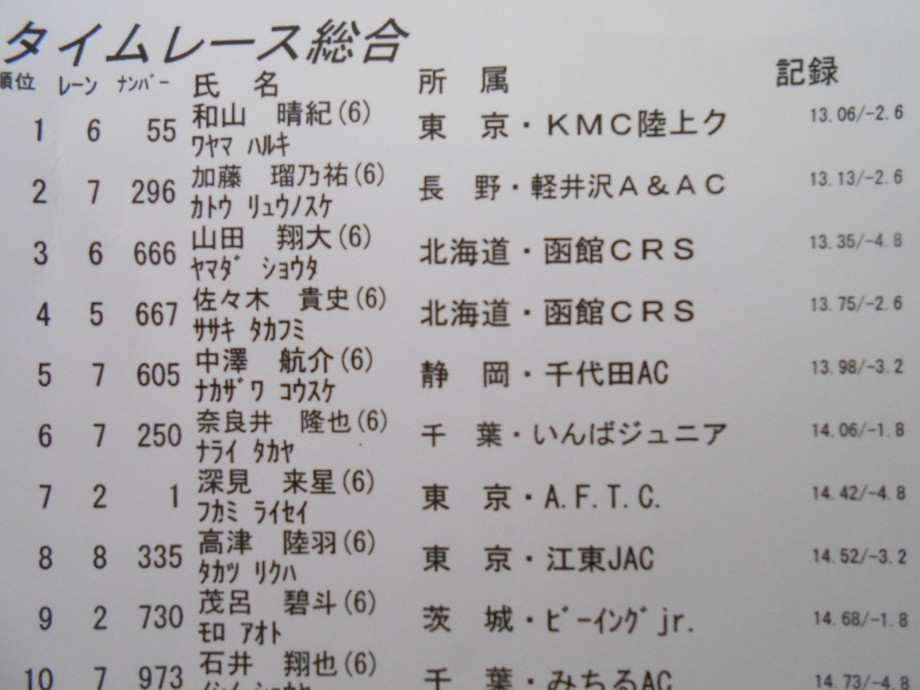 タイムレース総合
順位 レーン ﾅﾝﾊﾞｰ 氏 名 所 属 記録
1 6 55 和山 晴紀(6) 東 京・ＫＭＣ陸上ク 13.06/-2.6
ﾜﾔﾏ ﾊﾙｷ
2 7 296 加藤 瑠乃祐(6) 長 野・軽井沢Ａ＆ＡＣ 13.13/-2.6
ｶﾄｳ ﾘｭｳﾉｽｹ
3 6 666 山田 翔大(6) 北海道・函館ＣＲＳ 13.35/-4.8
ﾔﾏﾀﾞ ｼｮｳﾀ
4 5 667 佐々木 貴史(6) 北海道・函館ＣＲＳ 13.75/-2.6
ｻｻｷ ﾀｶﾌﾐ
5 7 605 中澤 航介(6) 静 岡・千代田AC 13.98/-3.2
ﾅｶｻﾞﾜ ｺｳｽｹ
6 7 250 奈良井 隆也(6) 千 葉・いんばジュニア 14.06/-1.8
ﾅﾗｲ ﾀｶﾔ
7 2 1 深見 来星(6) 東 京・A.F.T.C. 14.42/-4.8
ﾌｶﾐ ﾗｲｾｲ
8 8 335 高津 陸羽(6) 東 京・江東JAC 14.52/-3.2
ﾀｶﾂ ﾘｸﾊ
9 2 730 茂呂 碧斗(6) 茨 城・ﾋﾞｰｲﾝｸﾞjr. 14.68/-1.8
ﾓﾛ ｱｵﾄ
10 7 973 石井 翔也(6) 千 葉・みちるAC 14.73/-4.8